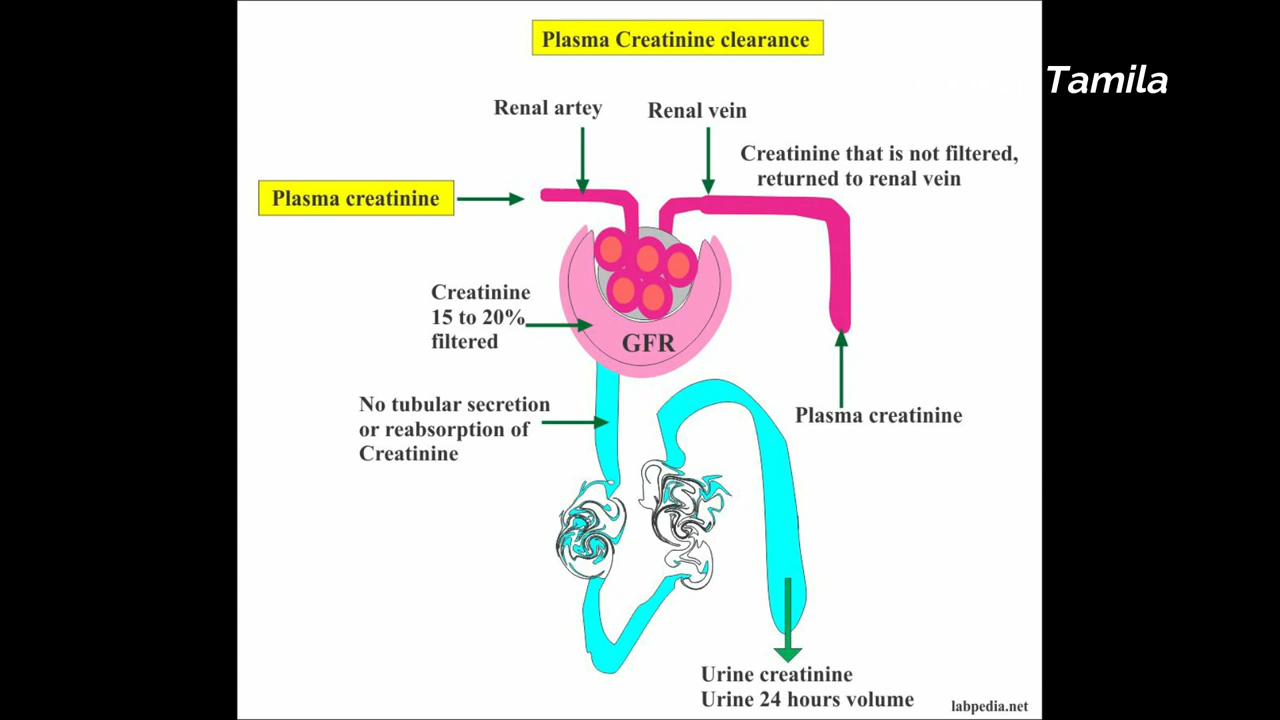 Plasma Creatinine clearance
Tamila
Renal artey
Renal vein
Creatinine that is not filtered,
returned to renal vein
Plasma creatinine
Creatinine
15 to 20%
filtered
GFR
No tubular secretion
or reabsorption of
Creatinine
Plasma creatinine
Urine creatinine
Urine 24 hours volume
labpedia.net